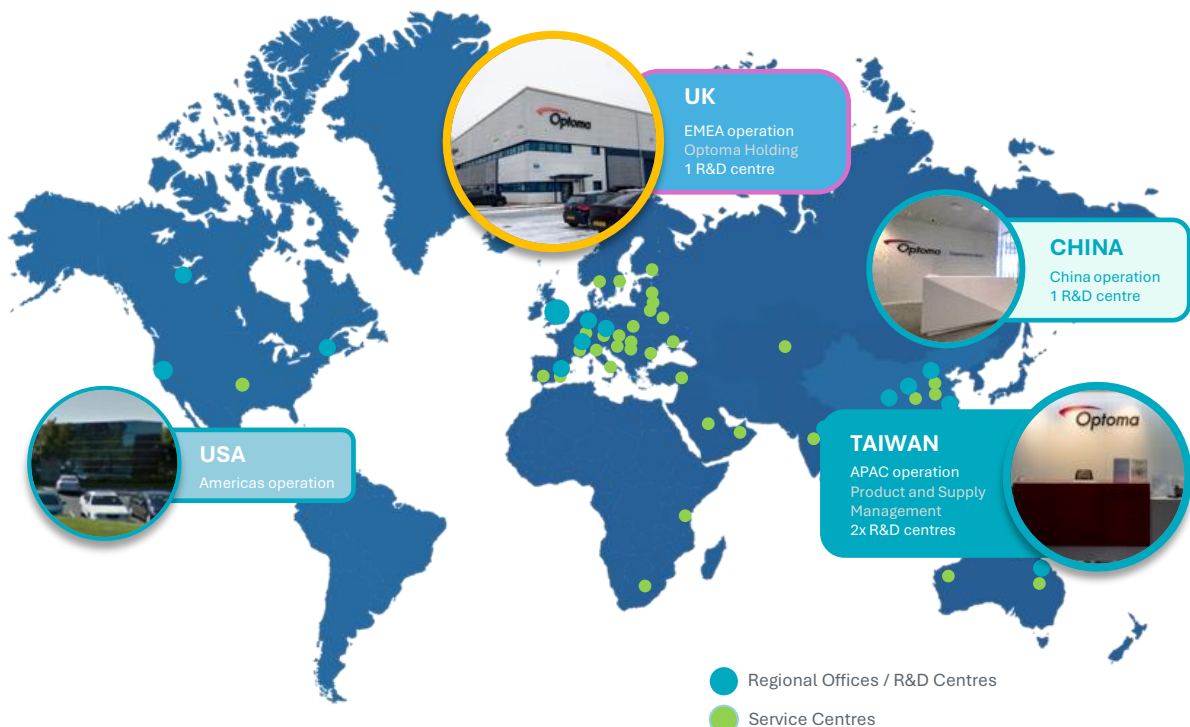 Optoma
UK
EMEA operation
Optoma Holding
1 R&D centre
Optoma
CHINA
China operation
1 R&D centre
USA
Americas operation
TAIWAN
APAC operation
Product and Supply
Management
2x R&D centres
Optoma
Regional Offices / R&D Centres
Service Centres